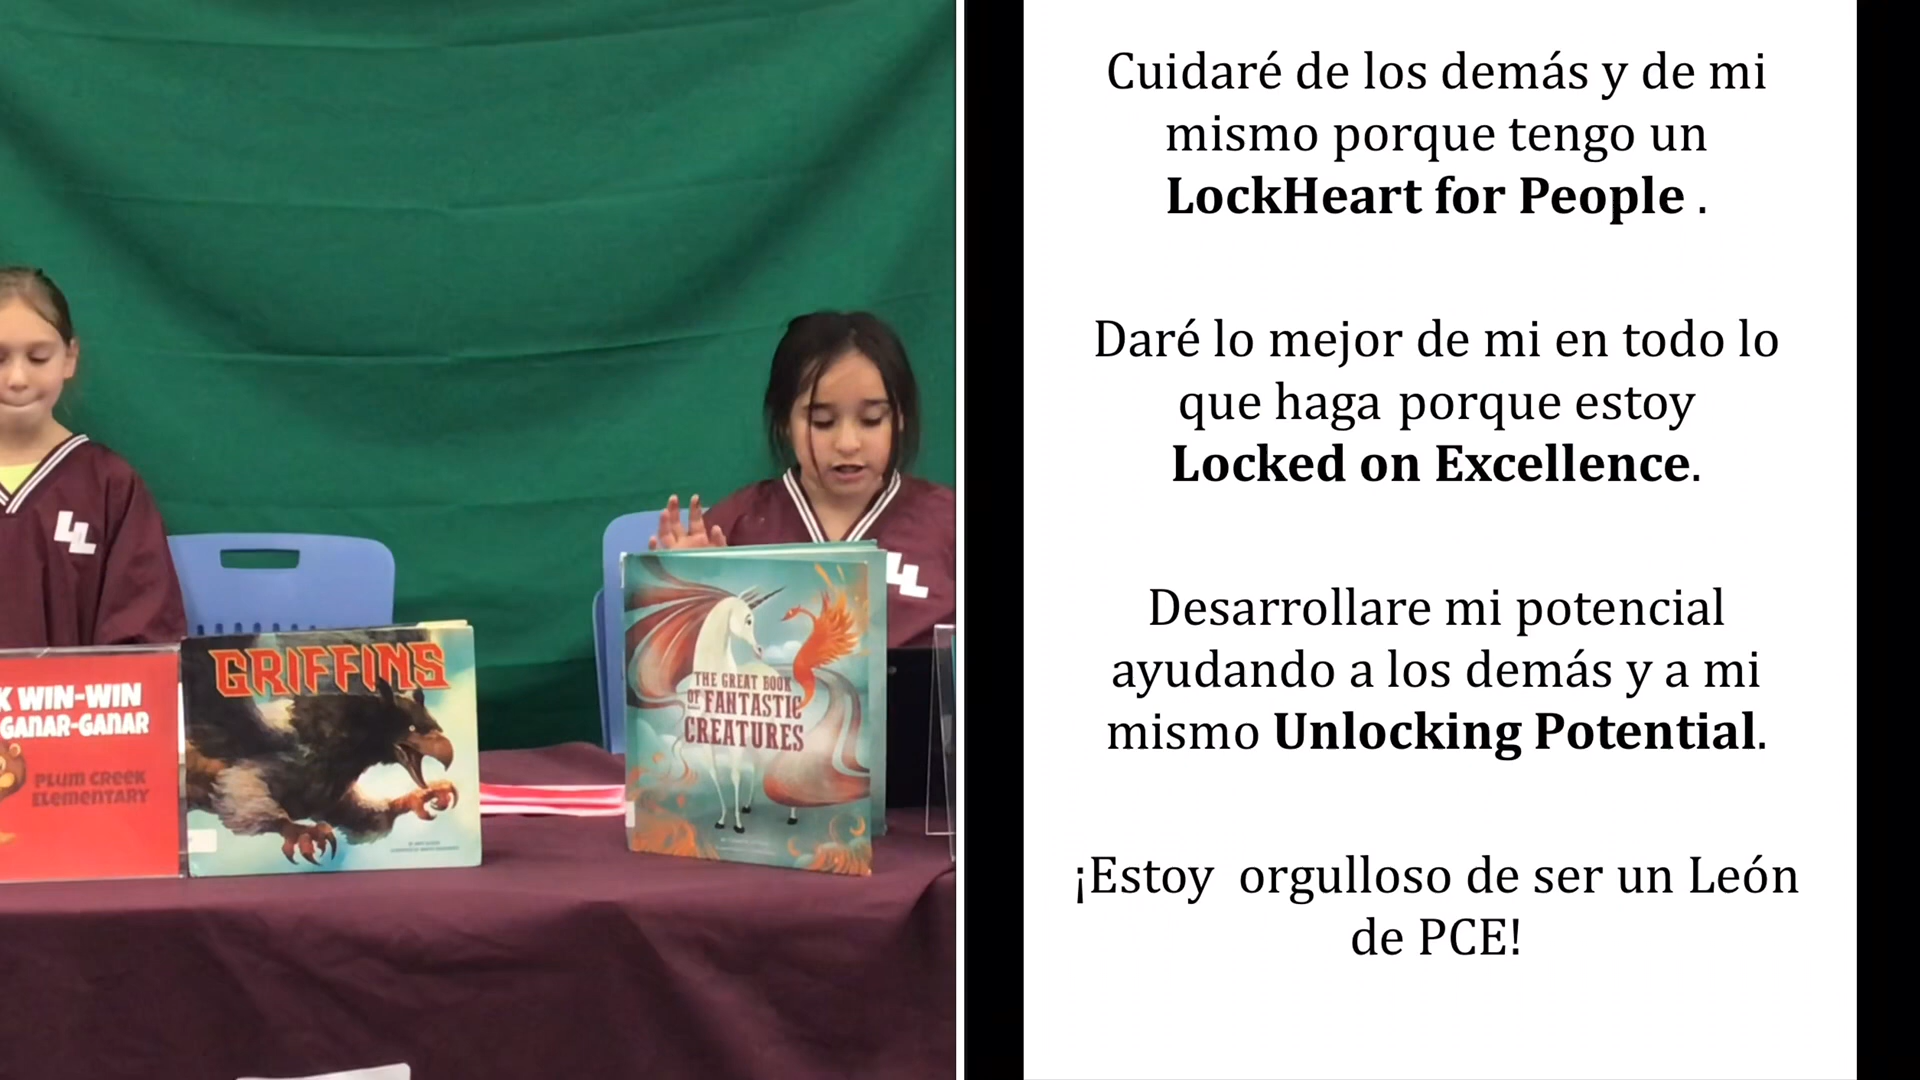 LL
K WIN-WIN
GANAR-GANAR
PLUM CREEK
ELEMENTARY
GRIFFINS
THE GREAT BOOK
OF FANTASTIC
CREATURES
LL
Cuidaré de los demás y de mi
mismo porque tengo un
LockHeart for People .
Daré lo mejor de mi en todo lo
que haga porque estoy
Locked on Excellence.
Desarrollare mi potencial
ayudando a los demás y a mi
mismo Unlocking Potential.
¡Estoy orgulloso de ser un León
de PCE!